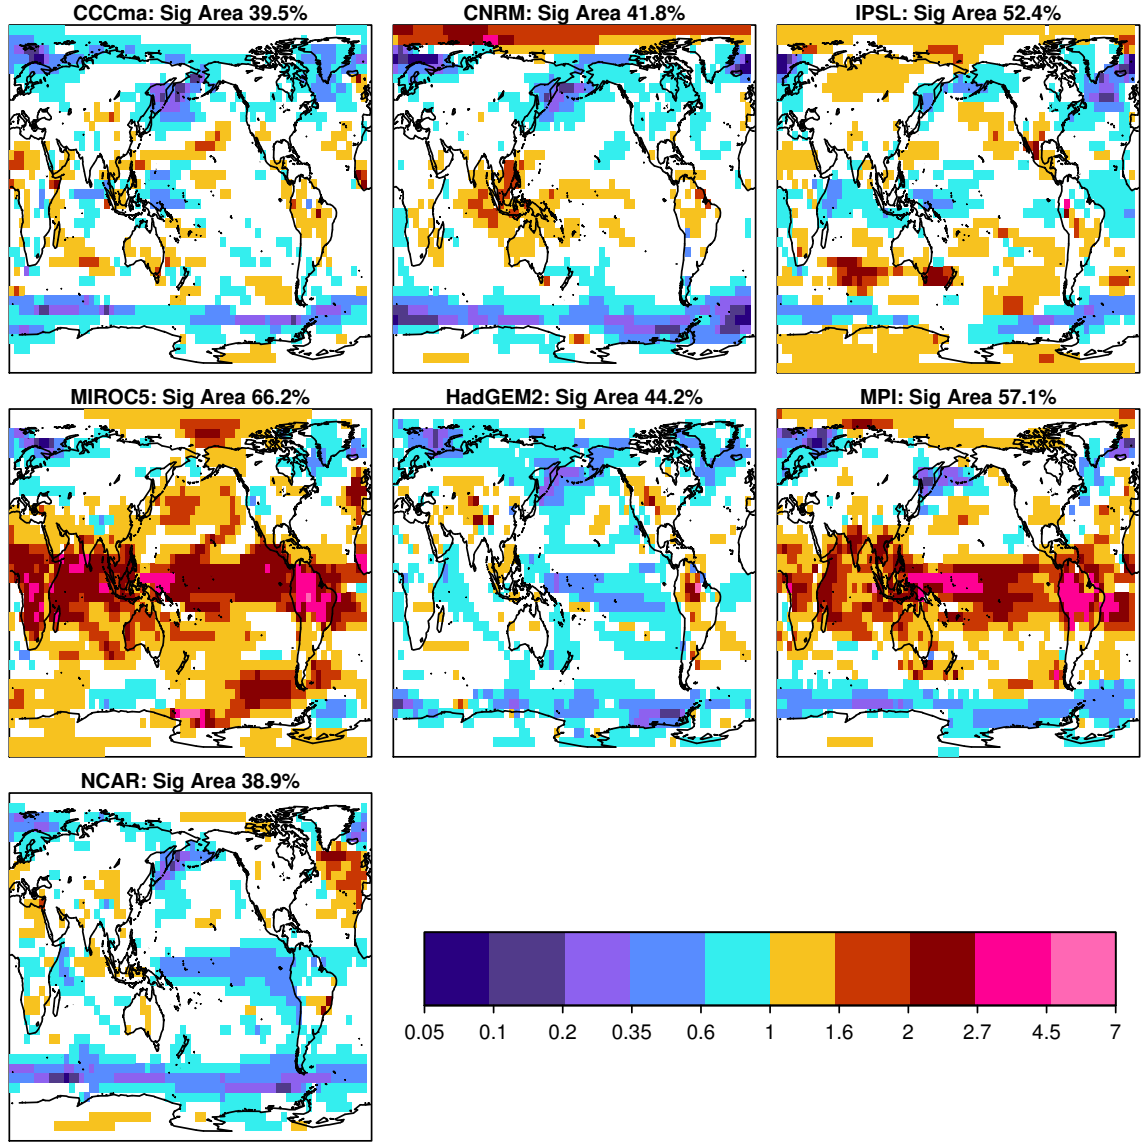 CCCma: Sig Area 39.5%
CNRM: Sig Area 41.8%
IPSL: Sig Area 52.4%
MIROC5: Sig Area 66.2%
HadGEM2: Sig Area 44.2%
MPI: Sig Area 57.1%
NCAR: Sig Area 38.9%
0.05 0.1 0.2 0.35 0.6 1 1.6 2 2.7 4.5 7